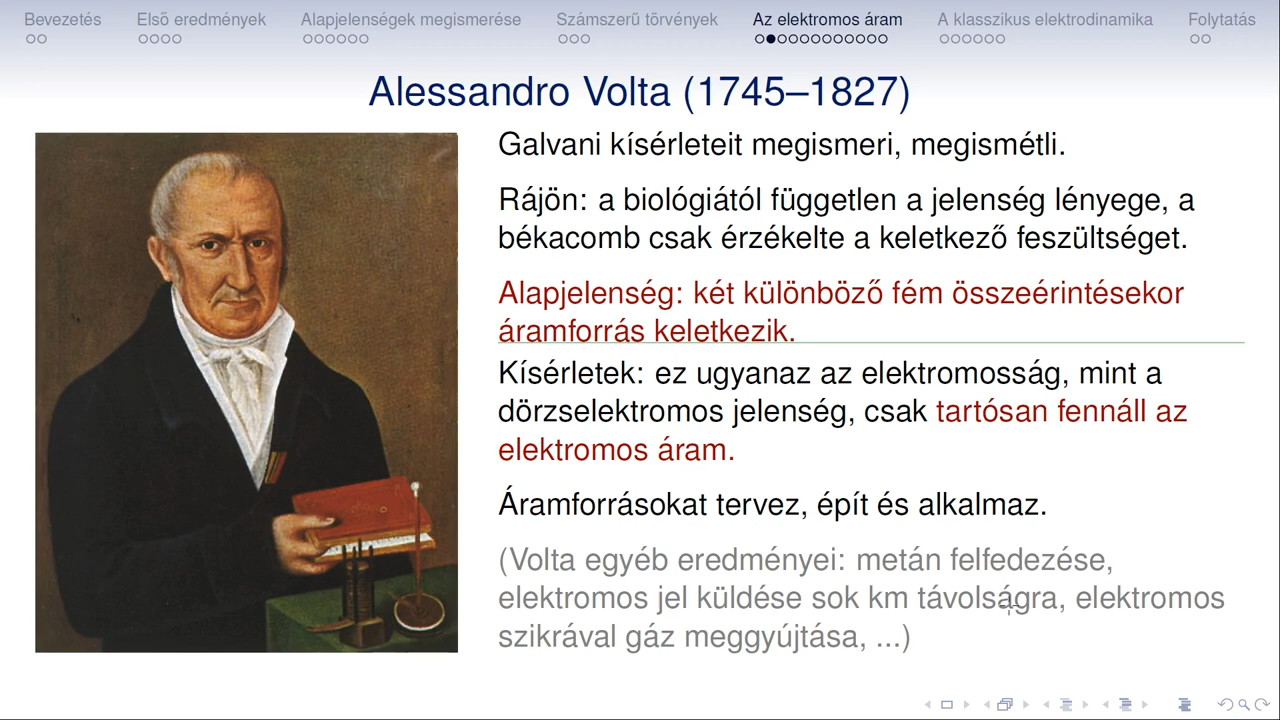 Bevezetés Első eredmények Alapjelenségek megismerése Számszerű törvények Az elektromos áram A klasszikus elektrodinamika Folytatás
Alessandro Volta (1745–1827)
Galvani kísérleteit megismeri, megismétli.
Rájön: a biológiától független a jelenség lényege, a
békacomb csak érzékelte a keletkező feszültséget.
Alapjelenség: két különböző fém összeérintésekor
áramforrás keletkezik.
Kísérletek: ez ugyanaz az elektromosság, mint a
dörzselektromos jelenség, csak tartósan fennáll az
elektromos áram.
Áramforrásokat tervez, épít és alkalmaz.
(Volta egyéb eredményei: metán felfedezése,
elektromos jel küldése sok km távolságra, elektromos
szikrával gáz meggyújtása, ...)